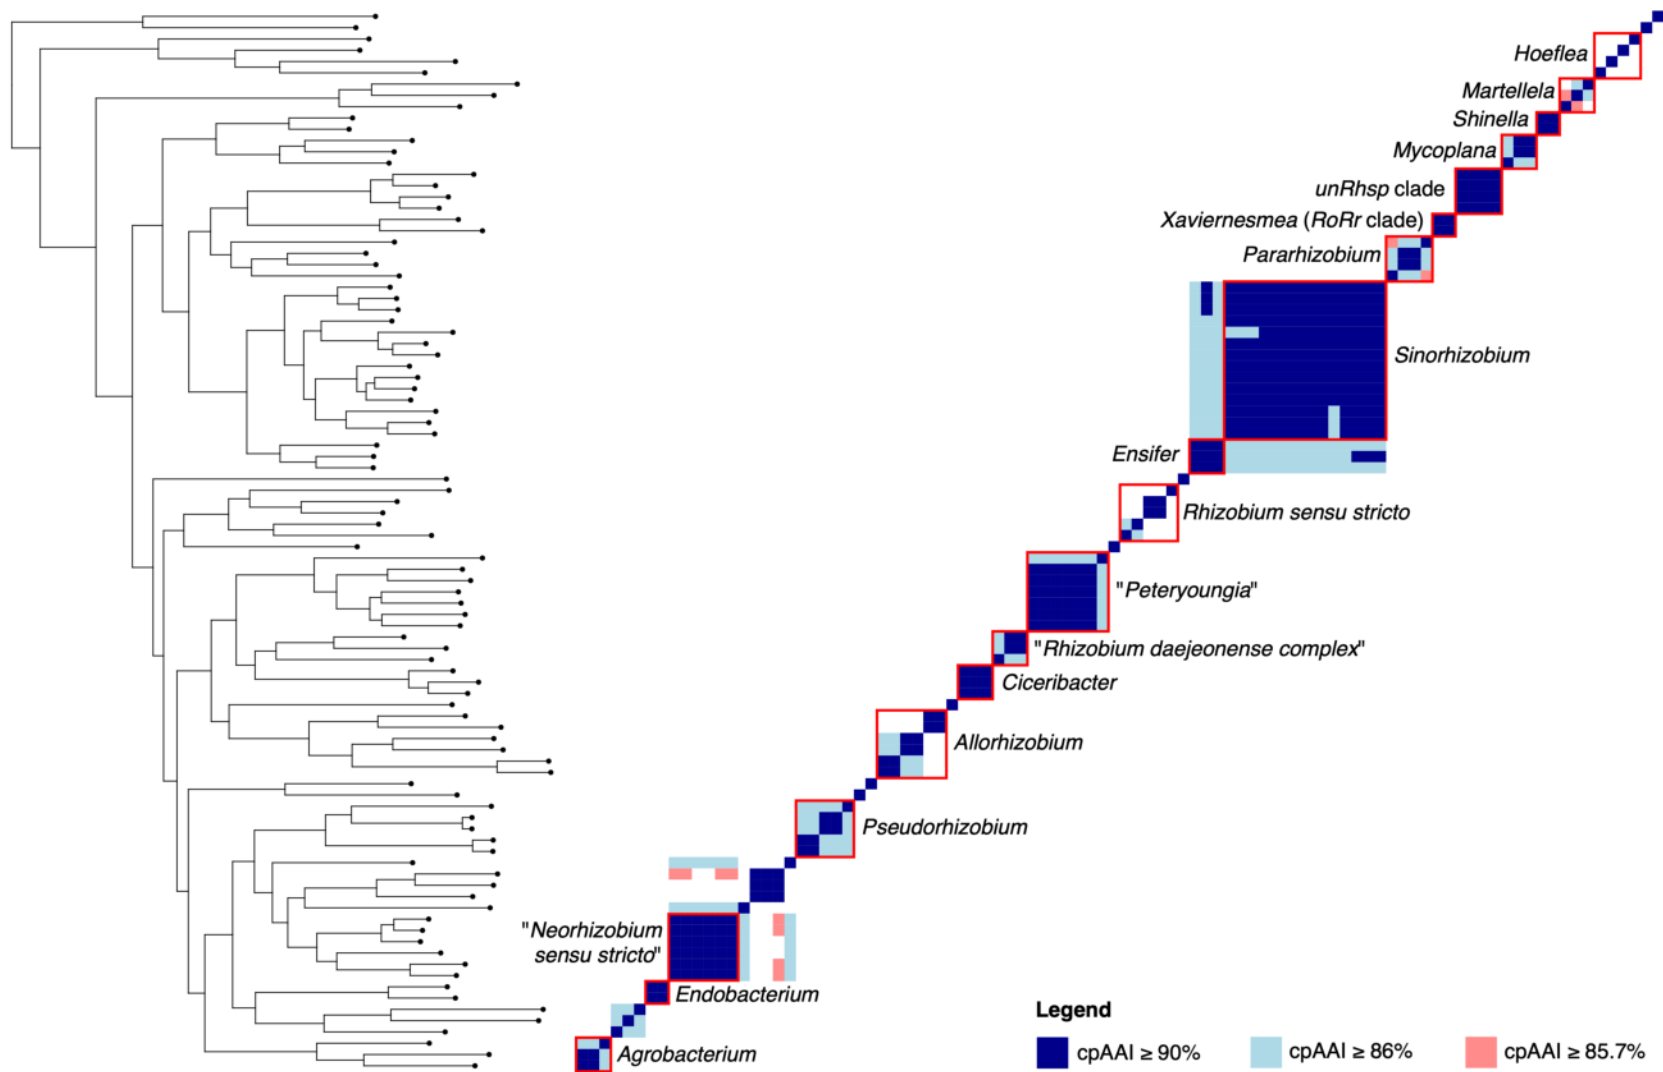 Hoeflea
Martellela
Shinella
Mycoplana
unRhsp clade
Xaviernesmea (RoRr clade)
Pararhizobium
Sinorhizobium
Ensifer
Rhizobium sensu stricto
"Peteryoungia"
"Rhizobium daejeonense complex"
Ciceribacter
Allorhizobium
Pseudorhizobium
"Neorhizobium
sensu stricto"
Endobacterium
Agrobacterium
Legend
cpAAI ≥ 90%
cpAAI ≥ 86%
cpAAI ≥ 85.7%